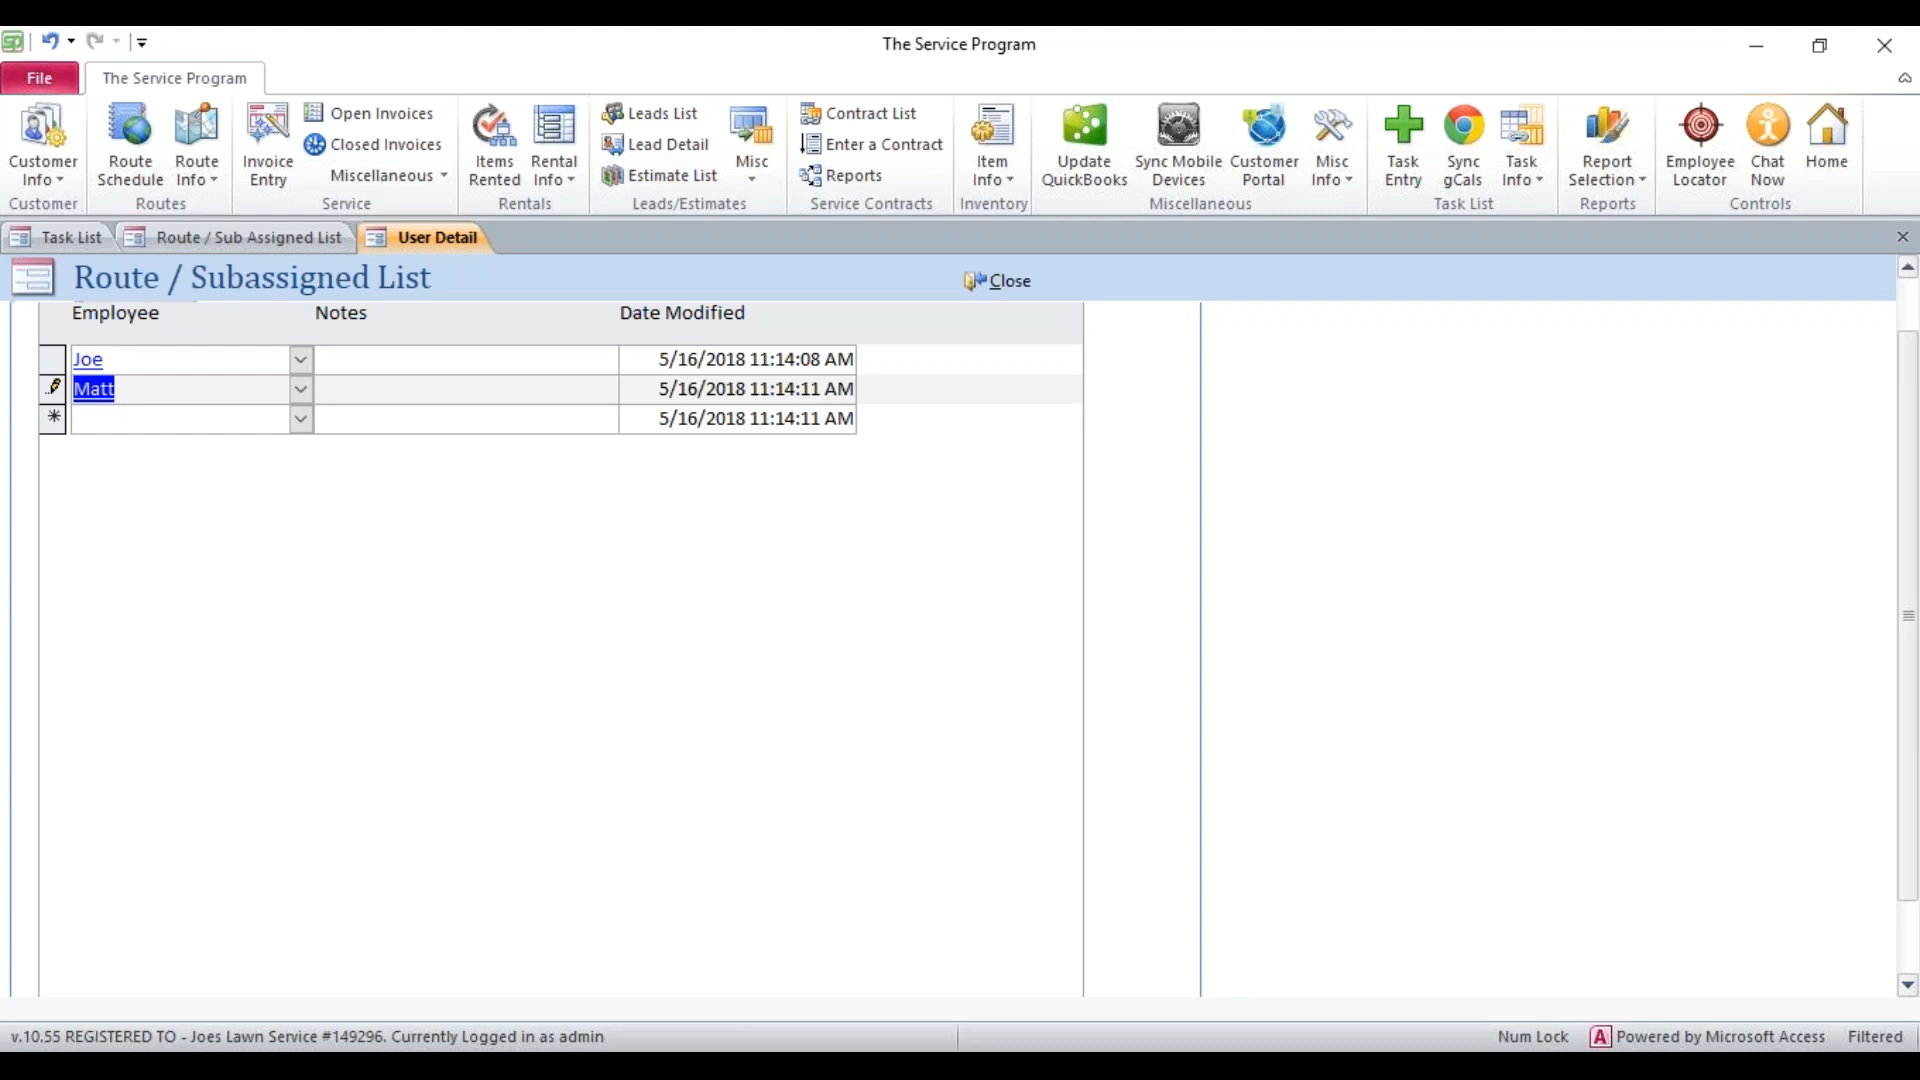 The Service Program
File
The Service Program
Customer Info
Customer
Route Schedule
Route Info
Routes
Invoice Entry
Open Invoices
Closed Invoices
Miscellaneous
Service
Items Rented
Rental Info
Rentals
Leads List
Lead Detail
Estimate List
Misc
Leads/Estimates
Contract List
Enter a Contract
Reports
Service Contracts
Item Info
Inventory
Update QuickBooks
Sync Mobile Devices
Customer Portal
Misc Info
Miscellaneous
Task Entry
Sync gCals
Task Info
Task List
Report Selection
Reports
Employee Locator
Chat Now
Home
Controls
Task List
Route / Sub Assigned List
User Detail
Route / Subassigned List
Close
Employee Notes Date Modified
Joe 5/16/2018 11:14:08 AM
Matt 5/16/2018 11:14:11 AM
5/16/2018 11:14:11 AM
v.10.55 REGISTERED TO - Joes Lawn Service #149296. Currently Logged in as admin
Num Lock
Powered by Microsoft Access
Filtered